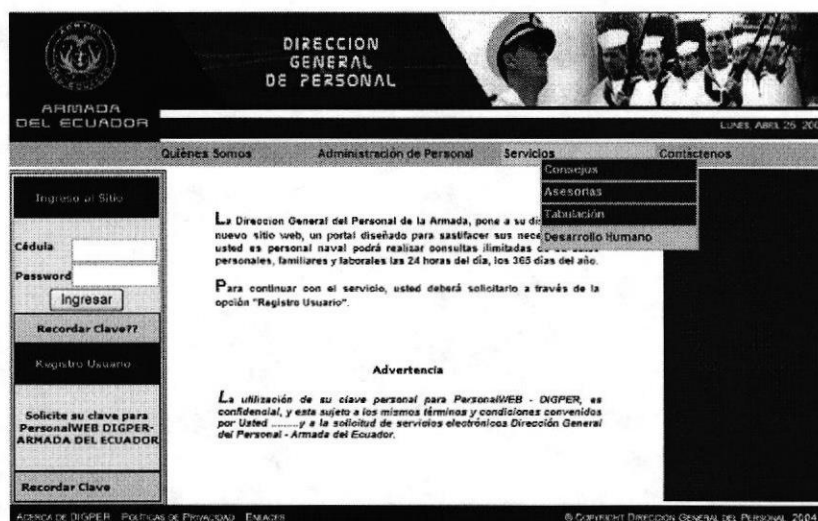 DIRECCION
GENERAL
DE PERSONAL
ARMADA
DEL ECUADOR
LUNES, ABRIL 26, 200
Quiénes Somos Administración de Personal Servicios Contáctenos
Consejos
Asesorias
Tabulación
Desarrollo Humano
Ingreso al Sitio
Cédula
Password
Ingresar
Recordar Clave??
Registro Usuario
Solicite su clave para
PersonalWEB DIGPER-
ARMADA DEL ECUADOR
Recordar Clave
La Direccion General del Personal de la Armada, pone a su
nuevo sitio web, un portal diseñado para sastifacer sus
usted es personal naval podrá realizar consultas ilimitadas
personales, familiares y laborales las 24 horas del día, los 365 días del año.
Para continuar con el servicio, usted deberá solicitarlo a través de la
opción "Registro Usuario".
Advertencia
La utilización de su clave personal para PersonalWEB - DIGPER, es
confidencial, y esta sujeto a los mismos términos y condiciones convenidos
por Usted .........y a la solicitud de servicios electrónicos Dirección General
del Personal - Armada del Ecuador.
ACERCA DE DIGPER POLÍTICAS DE PRIVACIDAD ENLACES
© COPYRIGHT DIRECCIÓN GENERAL DEL PERSONAL 2004